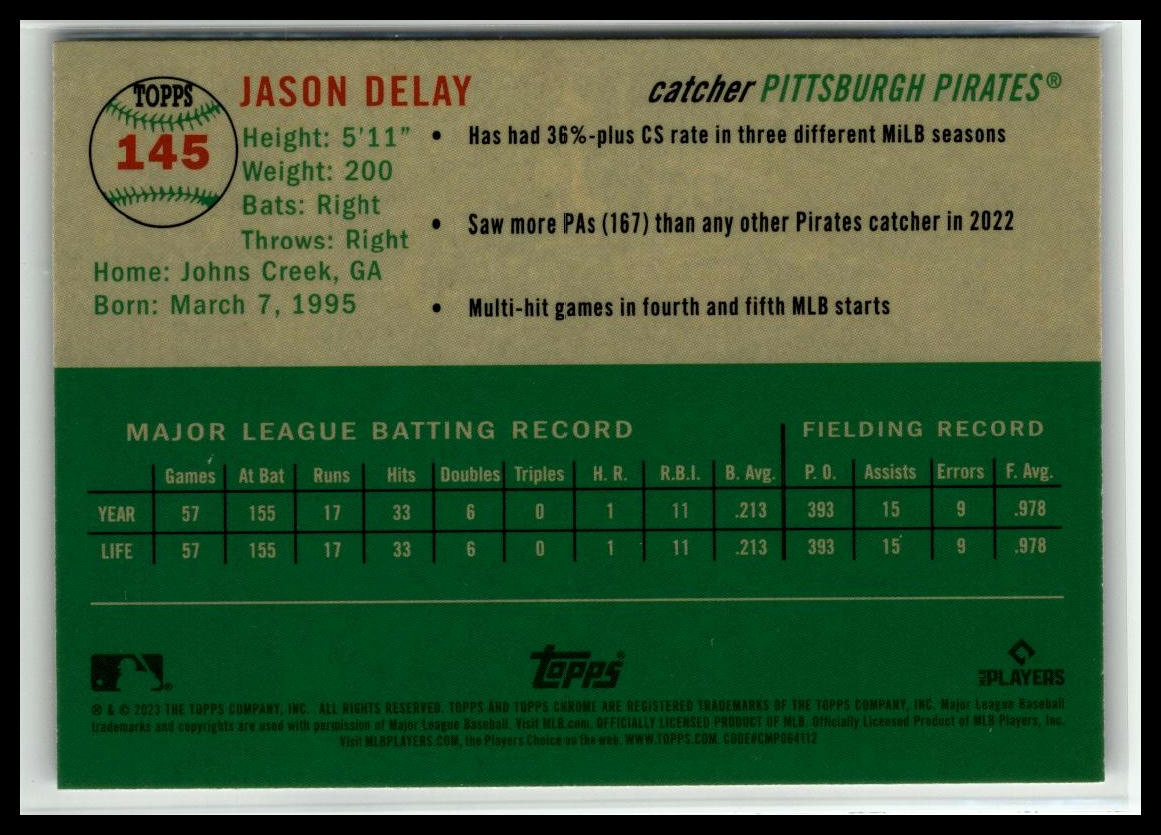 TOPPS
145
JASON DELAY
catcher PITTSBURGH PIRATES®
Height: 5'11"
Weight: 200
Bats: Right
Throws: Right
Home: Johns Creek, GA
Born: March 7, 1995
• Has had 36%-plus CS rate in three different MiLB seasons
• Saw more PAs (167) than any other Pirates catcher in 2022
• Multi-hit games in fourth and fifth MLB starts
MAJOR LEAGUE BATTING RECORD FIELDING RECORD
Games At Bat Runs Hits Doubles Triples H. R. R.B.I. B. Avg. P. O. Assists Errors F. Avg.
YEAR 57 155 17 33 6 0 1 11 .213 393 15 9 .978
LIFE 57 155 17 33 6 0 1 11 .213 393 15 9 .978
Topps®
MLB PLAYERS
® & © 2023 THE TOPPS COMPANY, INC. ALL RIGHTS RESERVED. TOPPS AND TOPPS CHROME ARE REGISTERED TRADEMARKS OF THE TOPPS COMPANY, INC. Major League Baseball
trademarks and copyrights are used with permission of Major League Baseball. Visit MLB.com. OFFICIALLY LICENSED PRODUCT OF MLB. Officially Licensed Product of MLB Players, Inc.
Visit MLBPLAYERS.COM, the Players Choice on the web. WWW.TOPPS.COM. CODE#CMP064112